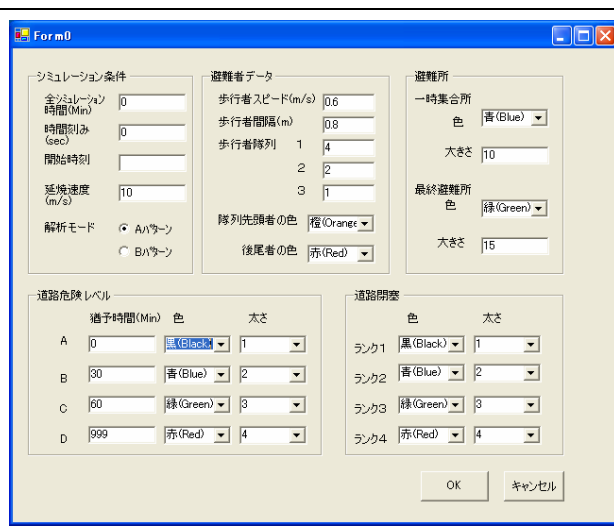 Form0
シミュレーション条件
全シュミレーション
時間(Min)
0
時間刻み
(sec)
0
開始時刻
延焼速度
(m/s)
10
解析モード
Aパターン
Bパターン
避難者データ
歩行者スピード(m/s) 0.6
歩行者間隔(m) 0.8
歩行者隊列 1 4
2 2
3 1
隊列先頭者の色 橙(Orange
後尾者の色 赤(Red)
避難所
一時集合所
色 青(Blue)
大きさ 10
最終避難所
色 緑(Green)
大きさ 15
道路危険レベル
猶予時間(Min) 色 太さ
A 0 黒(Black) 1
B 30 青(Blue) 2
C 60 緑(Green) 3
D 999 赤(Red) 4
道路閉塞
色 太さ
ランク1 黒(Black) 1
ランク2 青(Blue) 2
ランク3 緑(Green) 3
ランク4 赤(Red) 4
OK キャンセル